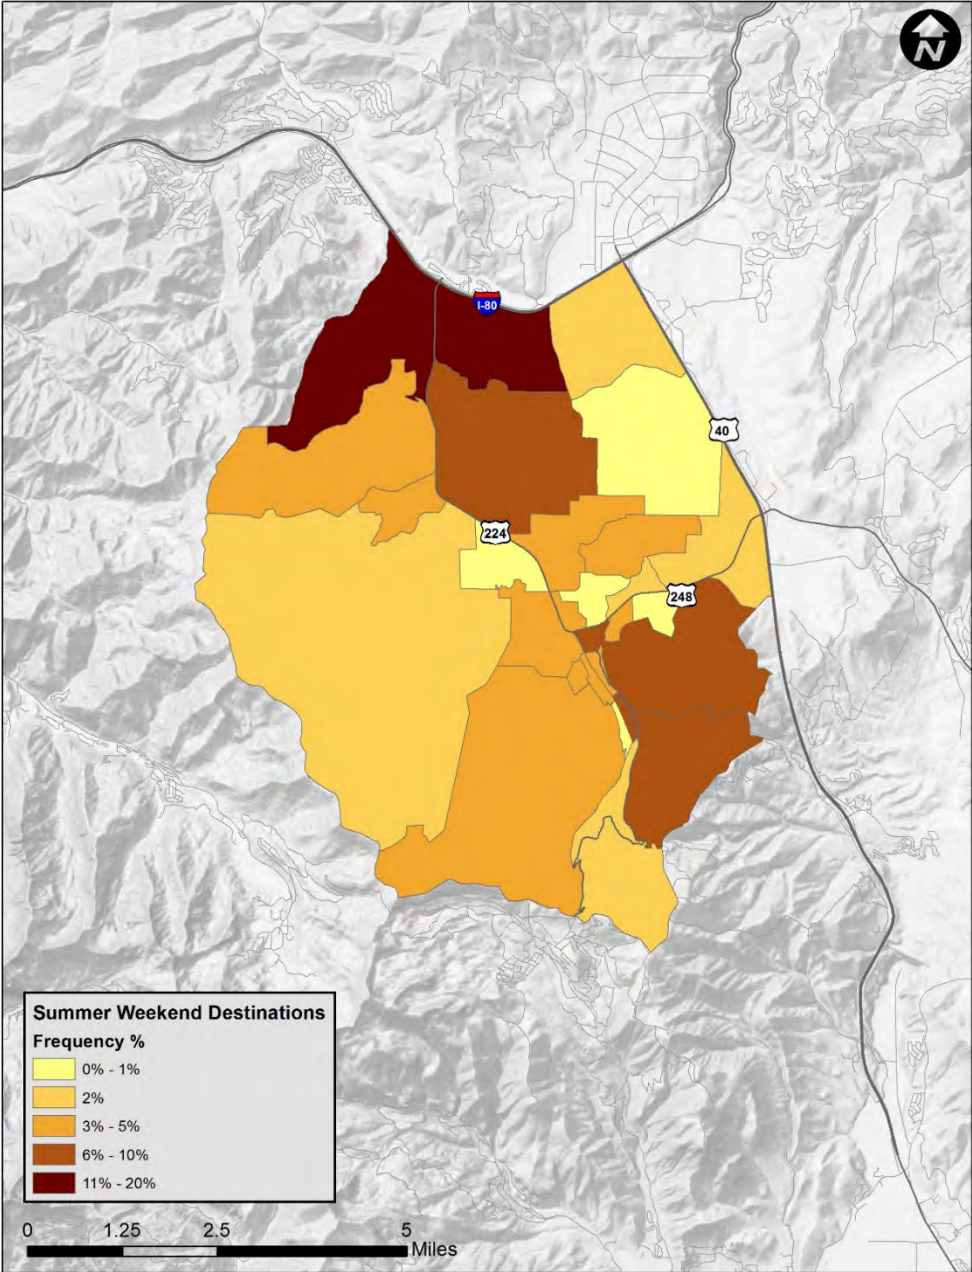 N
I-80
40
224
248
Summer Weekend Destinations
Frequency %
0% - 1%
2%
3% - 5%
6% - 10%
11% - 20%
0 1.25 2.5 5
Miles